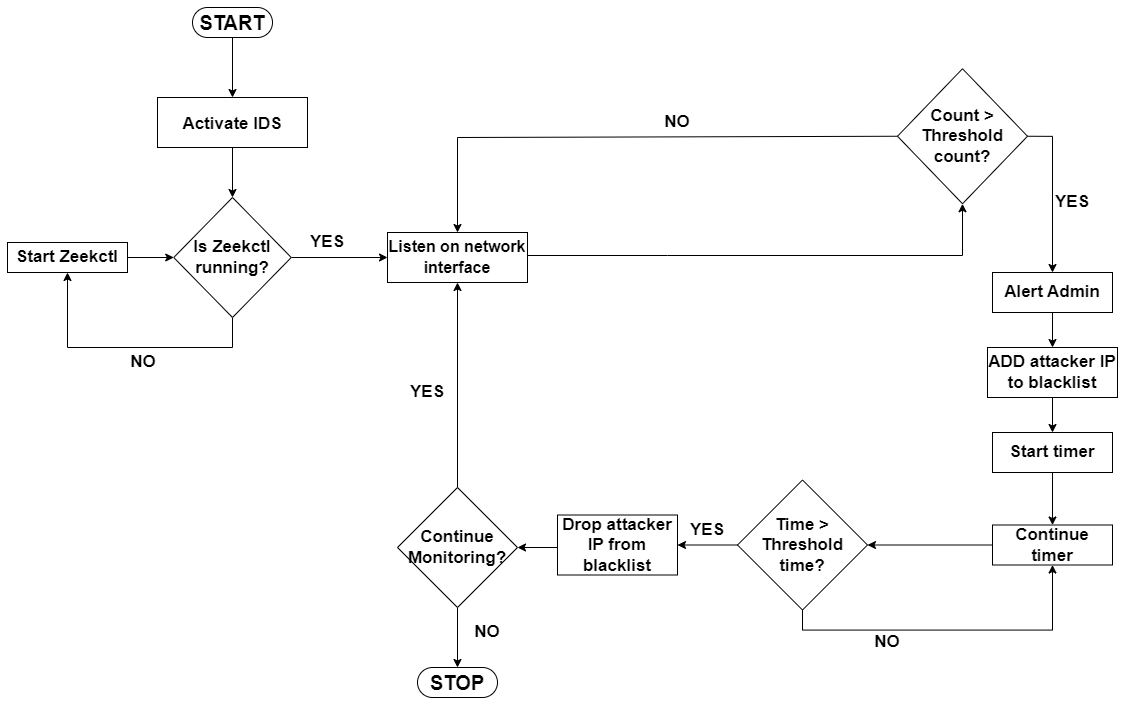 START
Activate IDS
Is Zeekctl
running?
Start Zeekctl
NO
YES
Listen on network
interface
NO
Count >
Threshold
count?
YES
Alert Admin
ADD attacker IP
to blacklist
Start timer
Continue
timer
Time >
Threshold
time?
NO
YES
Drop attacker
IP from
blacklist
Continue
Monitoring?
YES
NO
STOP